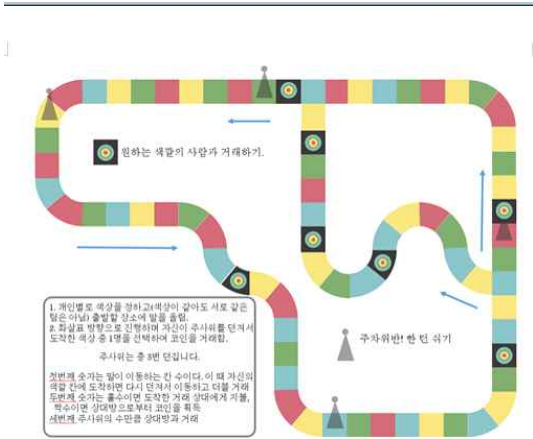 원하는 색깔의 사람과 거래하기.
주차위반! 한 턴 쉬기
1. 개인별로 색상을 정하고(색상이 같아도 서로 같은
팀은 아님) 출발할 장소에 말을 올림.
2. 화살표 방향으로 진행하며 자신이 주사위를 던져서
도착한 색상 중 1명을 선택하여 코인을 거래함.
주사위는 총 3번 던집니다.
첫번째 숫자는 말이 이동하는 칸 수이다. 이 때 자신의
색깔 칸에 도착하면 다시 던져서 이동하고 더블 거래
두번째 숫자는 홀수이면 도착한 거래 상대에게 지불,
짝수이면 상대방으로부터 코인을 획득
세번째 주사위의 수만큼 상대방과 거래